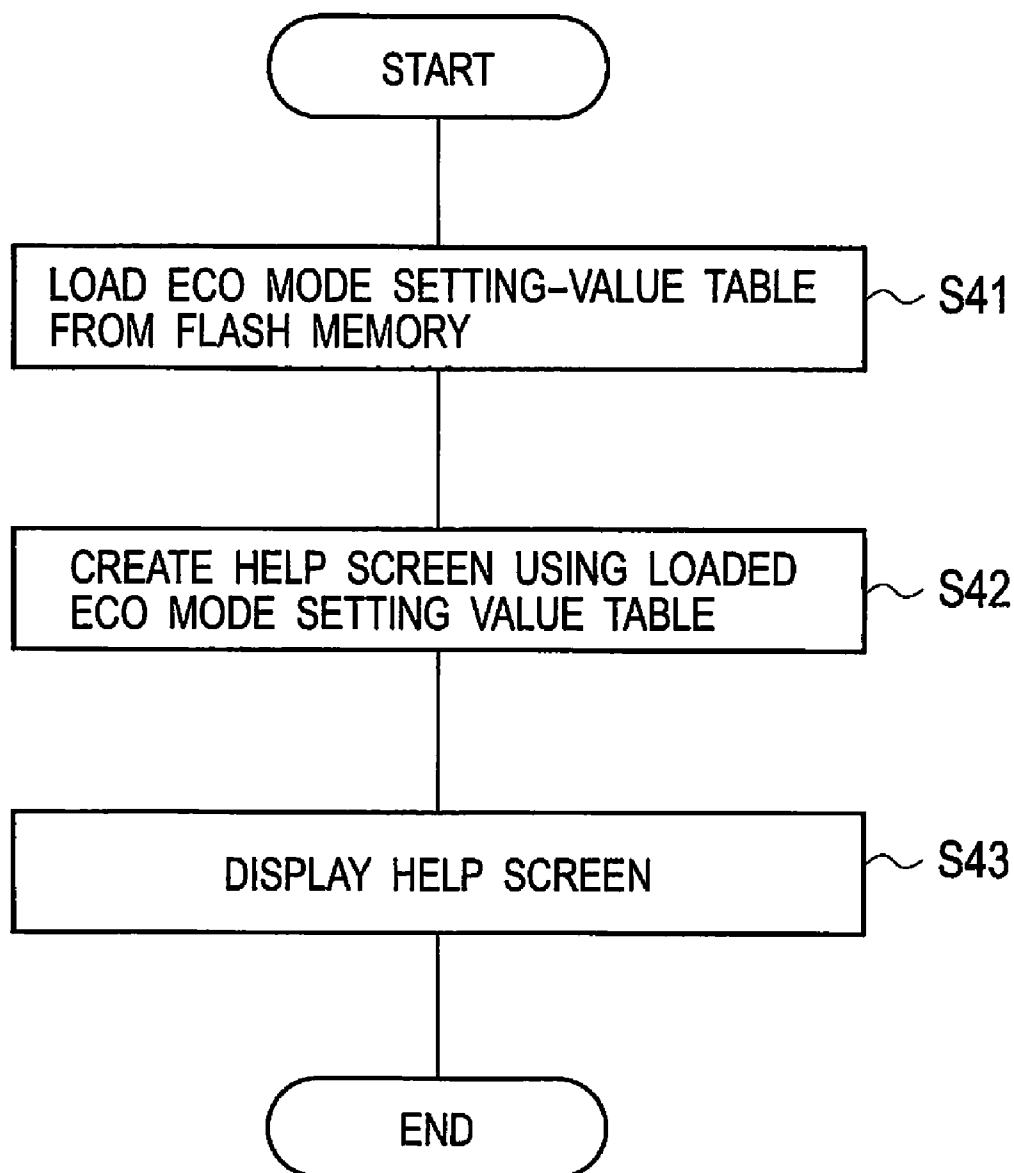 START
LOAD ECO MODE SETTING-VALUE TABLE
FROM FLASH MEMORY
S41
CREATE HELP SCREEN USING LOADED
ECO MODE SETTING VALUE TABLE
S42
DISPLAY HELP SCREEN
S43
END